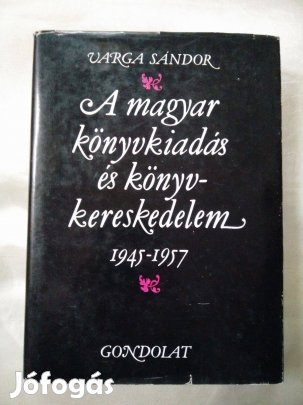 VARGA SÁNDOR
A magyar
könyvkiadás
és könyv-
kereskedelem
1945-1957
GONDOLAT
Jófogás